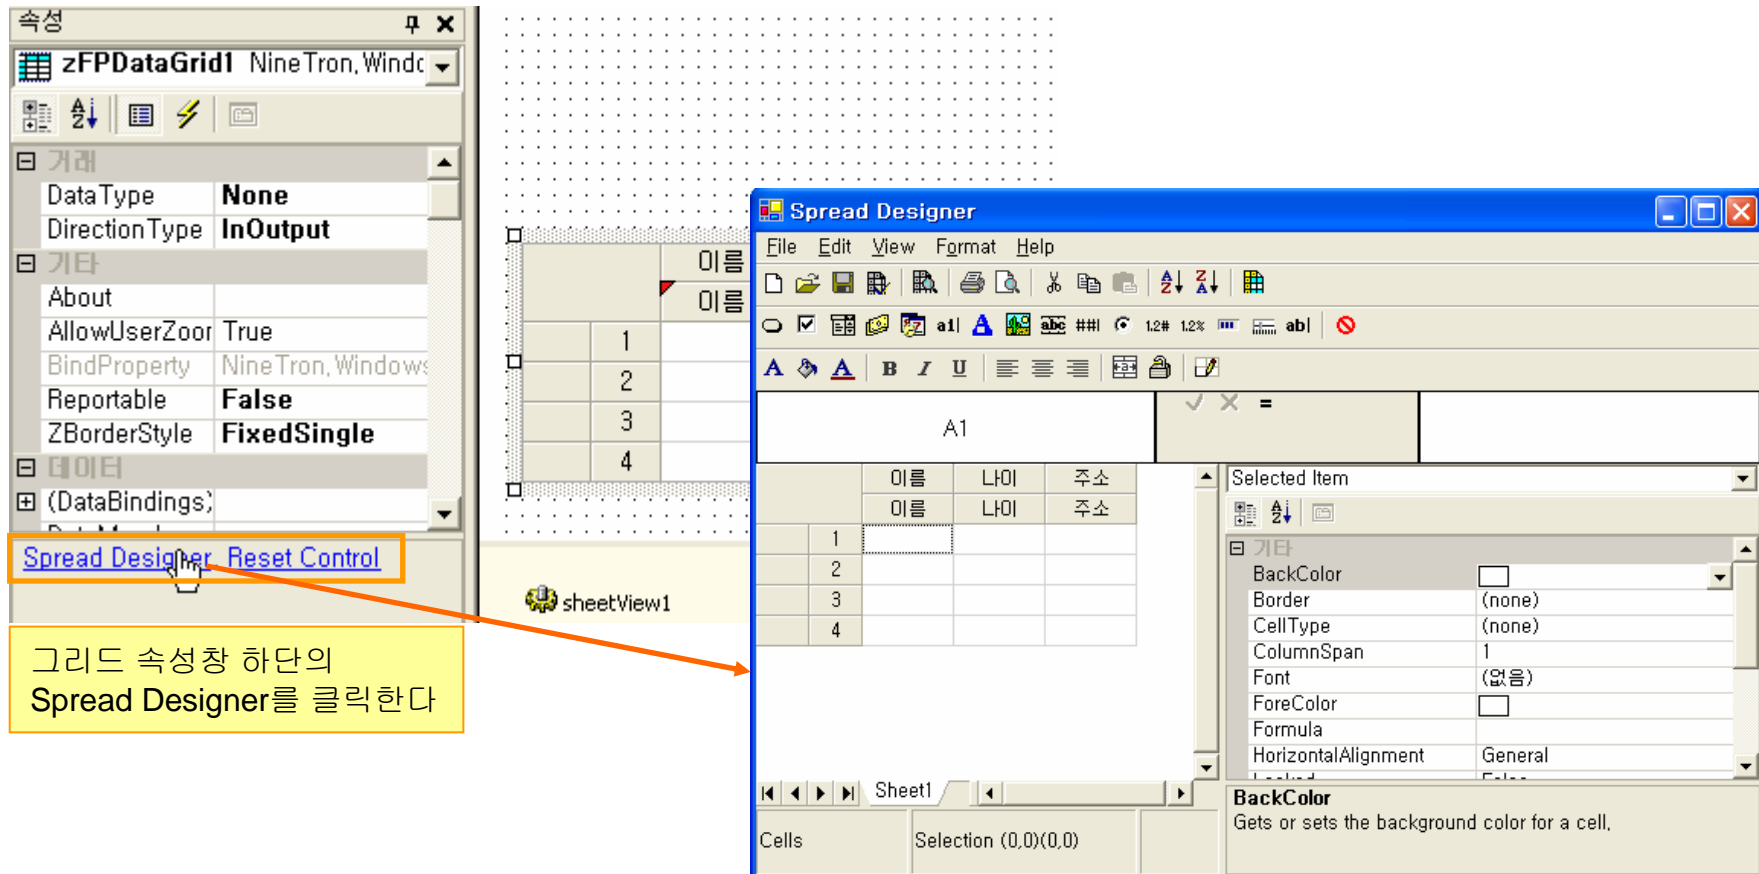 속성
zFPDataGrid1 NineTron.Windo
거래
DataType None
DirectionType InOutput
기타
About
AllowUserZoor True
BindProperty NineTron.Windows
Reportable False
ZBorderStyle FixedSingle
데이터
(DataBindings)
Spread Designer, Reset Control
그리드 속성창 하단의
Spread Designer를 클릭한다
이름
이름
1
2
3
4
sheetView1
Spread Designer
File Edit View Format Help
A1
=
이름 나이 주소
이름 나이 주소
1
2
3
4
Sheet1
Cells
Selection (0,0)(0,0)
Selected Item
기타
BackColor
Border (none)
CellType (none)
ColumnSpan 1
Font (없음)
ForeColor
Formula
HorizontalAlignment General
Locked False
BackColor
Gets or sets the background color for a cell.